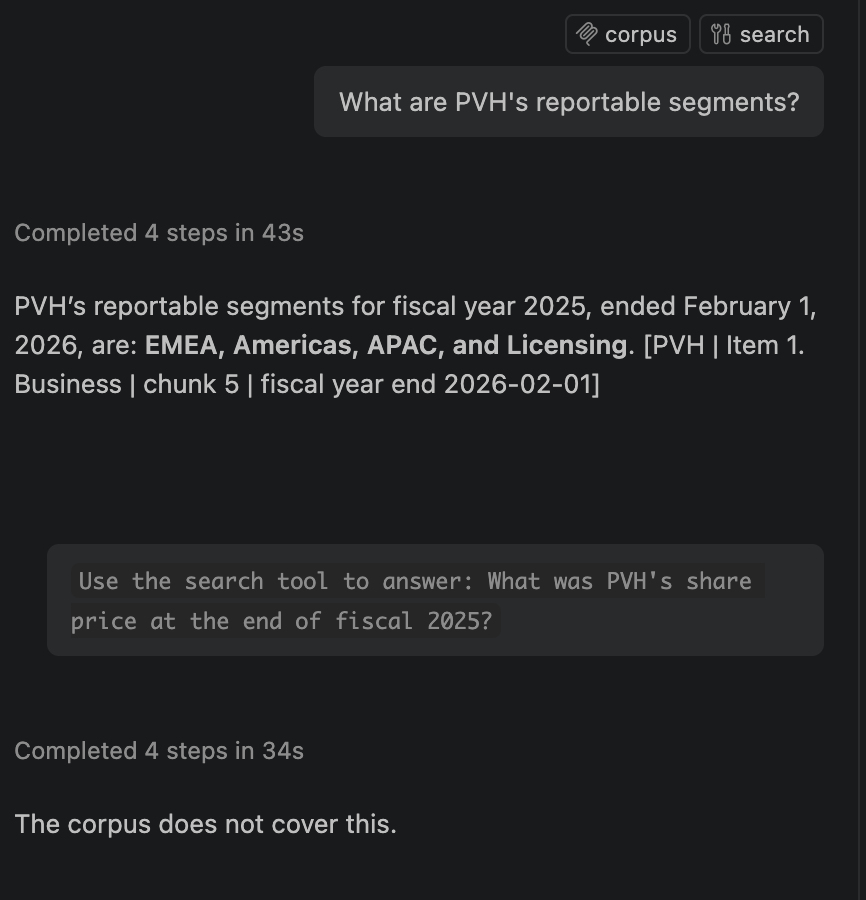 corpus search
What are PVH's reportable segments?
Completed 4 steps in 43s
PVH’s reportable segments for fiscal year 2025, ended February 1,
2026, are: EMEA, Americas, APAC, and Licensing. [PVH | Item 1.
Business | chunk 5 | fiscal year end 2026-02-01]
Use the search tool to answer: What was PVH's share
price at the end of fiscal 2025?
Completed 4 steps in 34s
The corpus does not cover this.